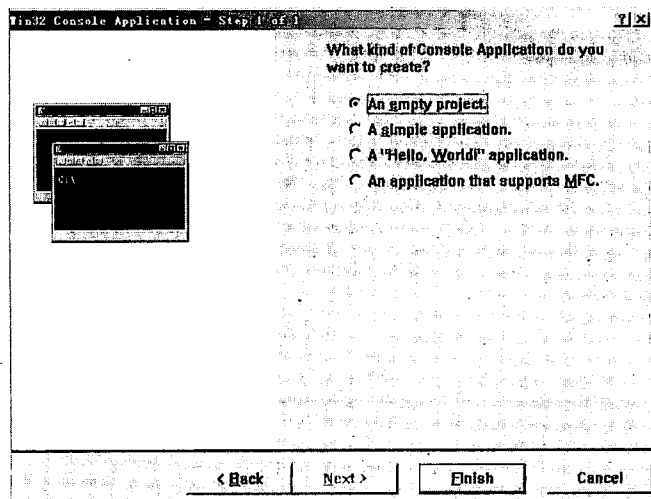 Win32 Console Application - Step 1 of 1
What kind of Console Application do you
want to create?
An empty project.
A simple application.
A "Hello, World!" application.
An application that supports MFC.
C:\
< Back
Next >
Finish
Cancel